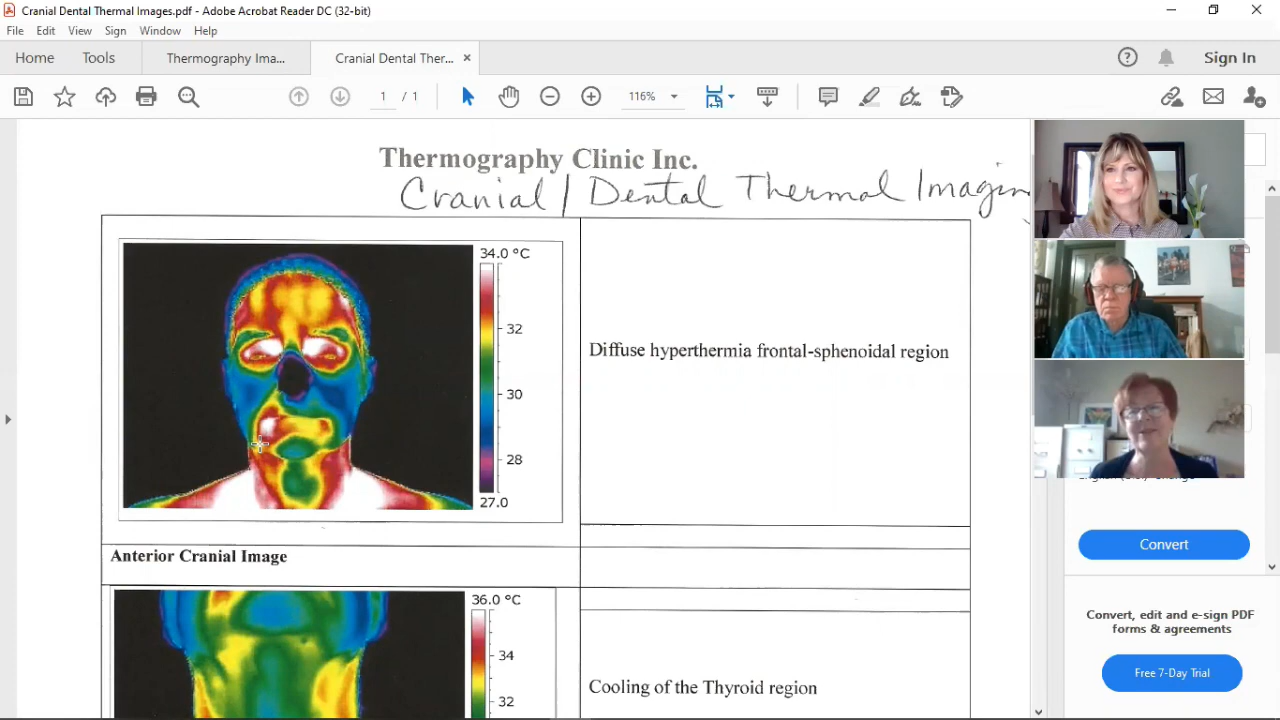 Cranial Dental Thermal Images.pdf - Adobe Acrobat Reader DC (32-bit)
File Edit View Sign Window Help
Home Tools Thermography Ima... Cranial Dental Ther... × Sign In
1 / 1 116%
Thermography Clinic Inc.
Cranial / Dental Thermal Imagin
34.0 °C
32
30
28
27.0
Diffuse hyperthermia frontal-sphenoidal region
Anterior Cranial Image
36.0 °C
34
32
Cooling of the Thyroid region
Convert
Convert, edit and e-sign PDF
forms & agreements
Free 7-Day Trial